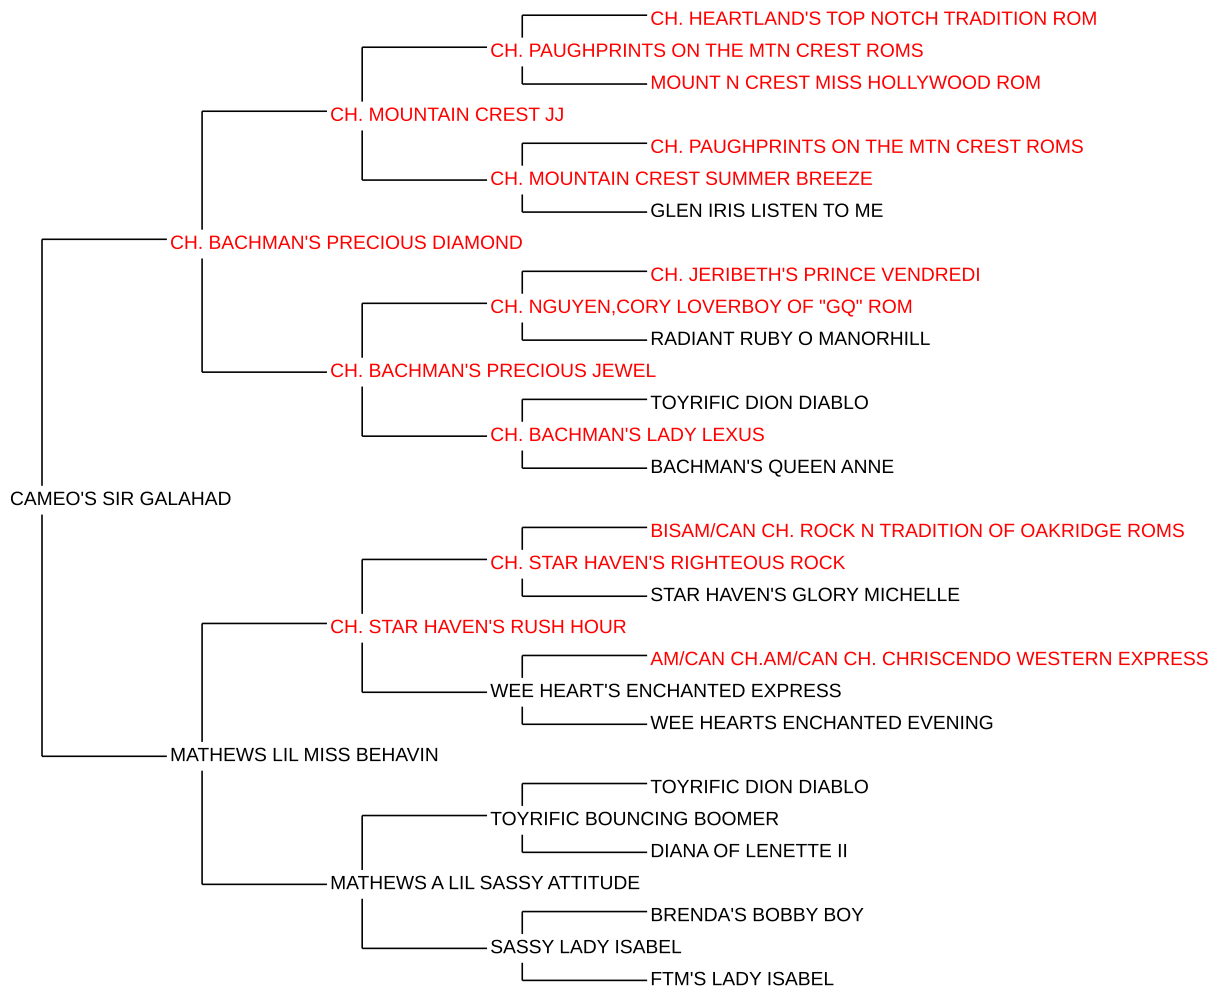 CH. HEARTLAND'S TOP NOTCH TRADITION ROM
CH. PAUGHPRINTS ON THE MTN CREST ROMS
MOUNT N CREST MISS HOLLYWOOD ROM
CH. MOUNTAIN CREST JJ
CH. PAUGHPRINTS ON THE MTN CREST ROMS
CH. MOUNTAIN CREST SUMMER BREEZE
GLEN IRIS LISTEN TO ME
CH. BACHMAN'S PRECIOUS DIAMOND
CH. JERIBETH'S PRINCE VENDREDI
CH. NGUYEN,CORY LOVERBOY OF "GQ" ROM
RADIANT RUBY O MANORHILL
CH. BACHMAN'S PRECIOUS JEWEL
TOYRIFIC DION DIABLO
CH. BACHMAN'S LADY LEXUS
BACHMAN'S QUEEN ANNE
CAMEO'S SIR GALAHAD
BISAM/CAN CH. ROCK N TRADITION OF OAKRIDGE ROMS
CH. STAR HAVEN'S RIGHTEOUS ROCK
STAR HAVEN'S GLORY MICHELLE
CH. STAR HAVEN'S RUSH HOUR
AM/CAN CH.AM/CAN CH. CHRISCENDO WESTERN EXPRESS
WEE HEART'S ENCHANTED EXPRESS
WEE HEARTS ENCHANTED EVENING
MATHEWS LIL MISS BEHAVIN
TOYRIFIC DION DIABLO
TOYRIFIC BOUNCING BOOMER
DIANA OF LENETTE II
MATHEWS A LIL SASSY ATTITUDE
BRENDA'S BOBBY BOY
SASSY LADY ISABEL
FTM'S LADY ISABEL